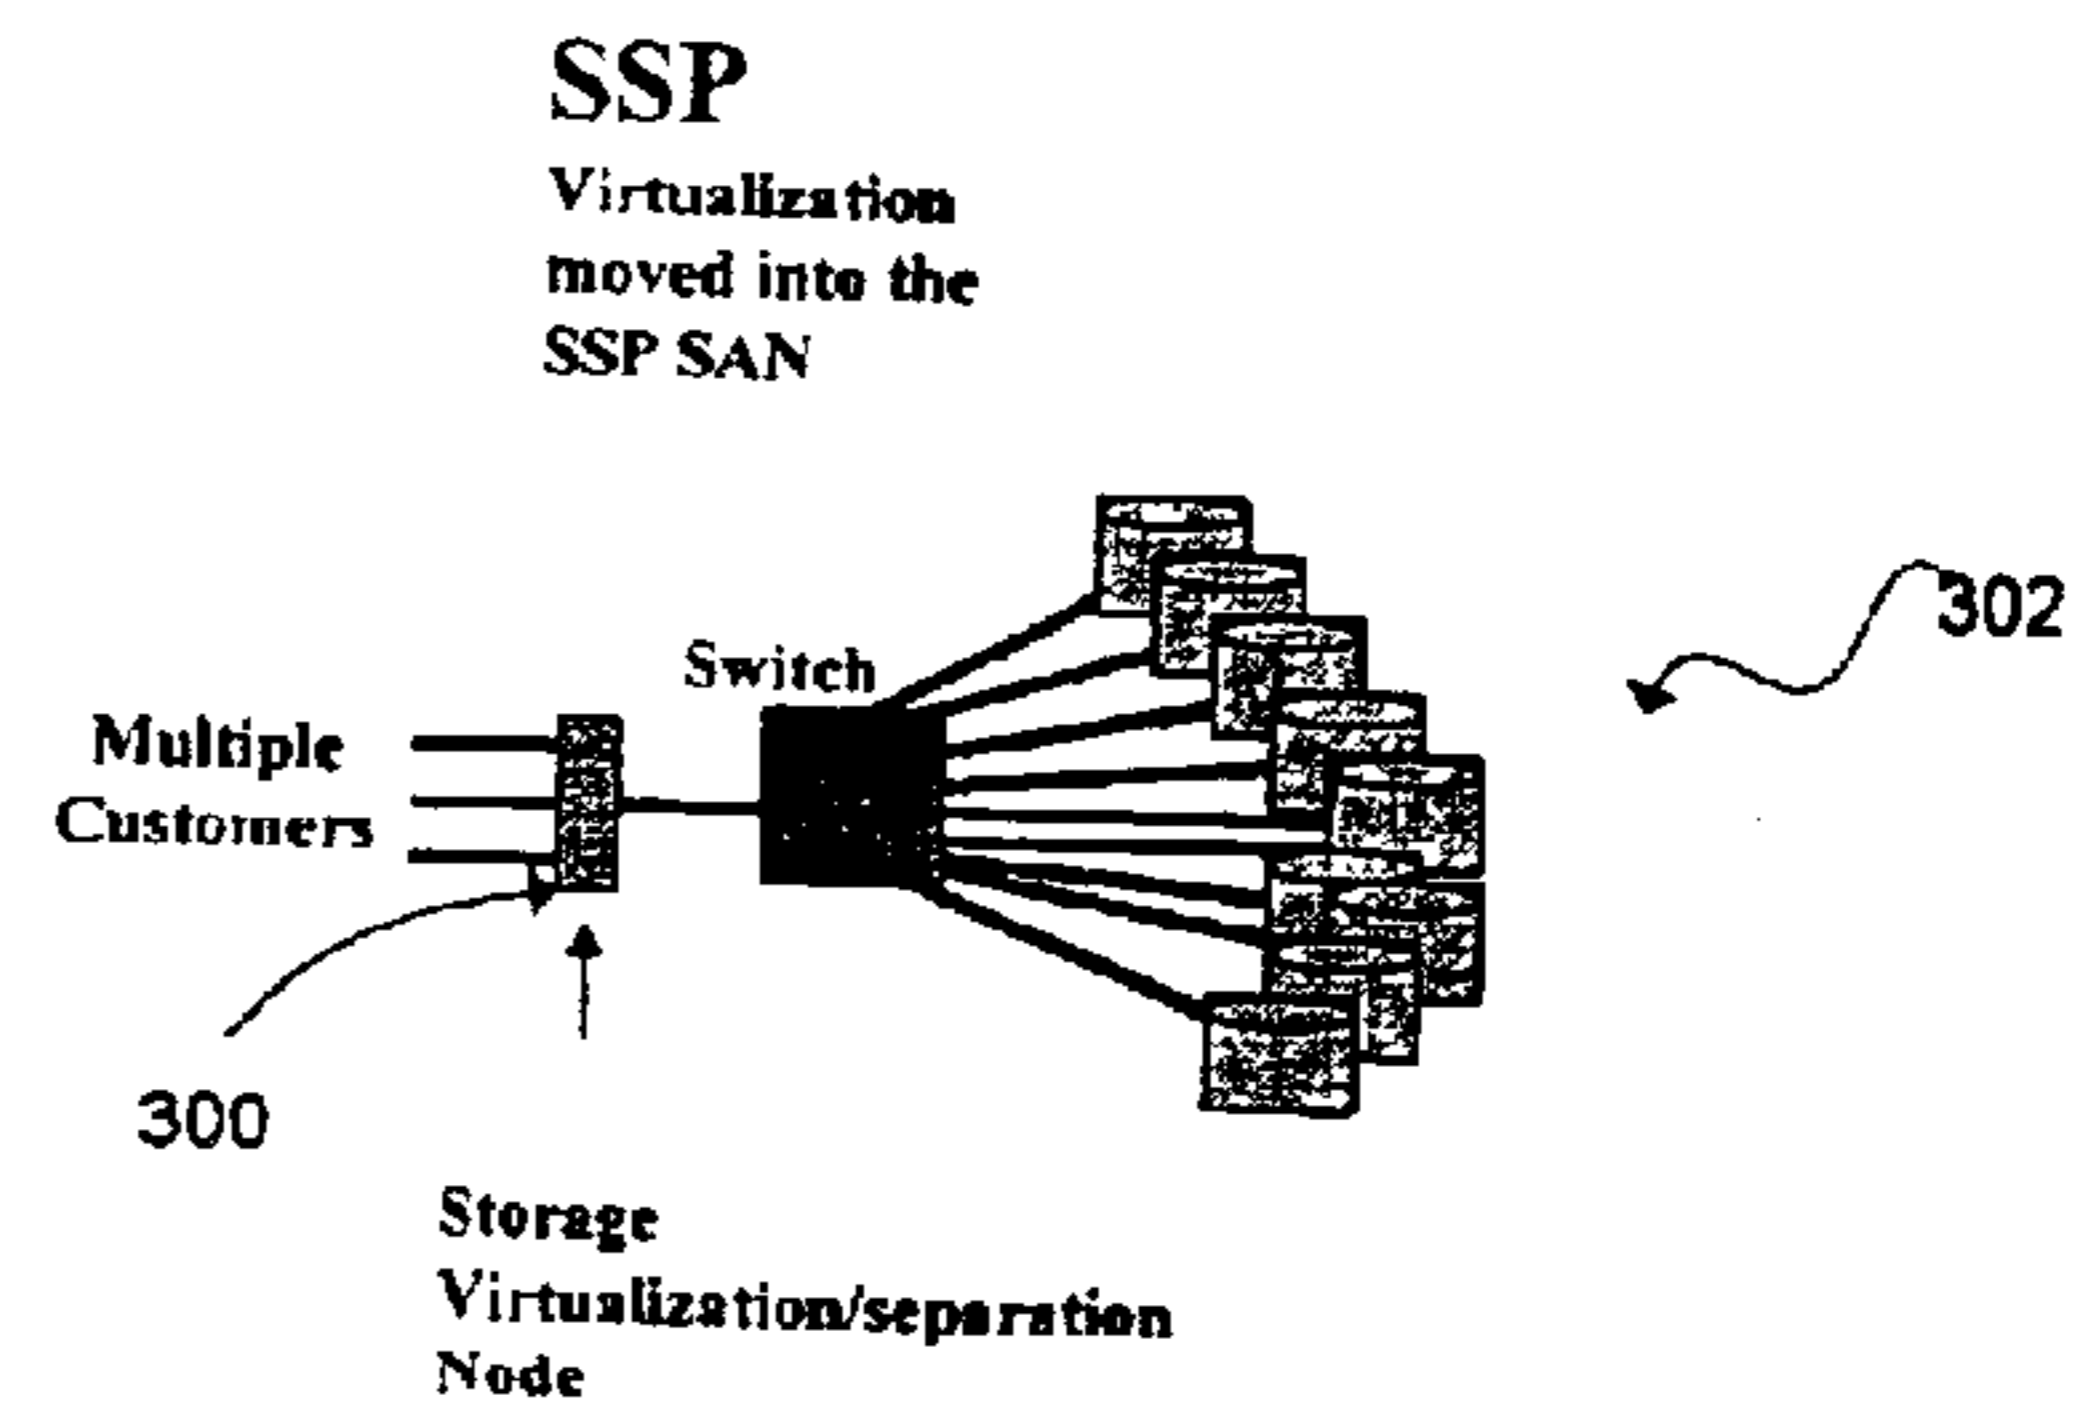 SSP
Virtualization
moved into the
SSP SAN
302
Switch
Multiple
Customers
300
Storage
Virtualization/separation
Node